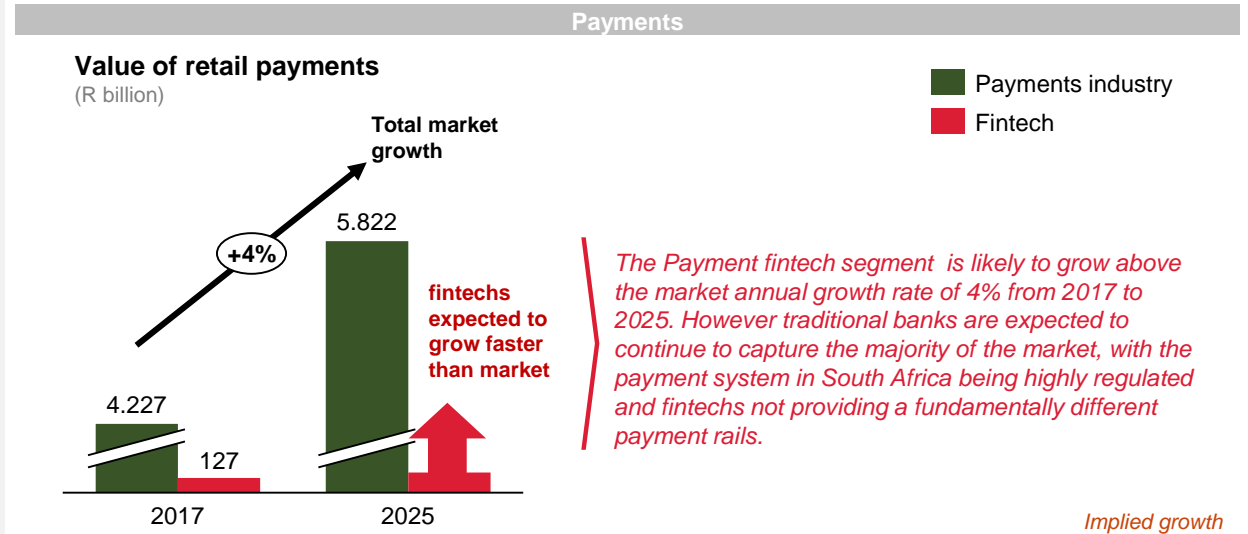 Payments
Value of retail payments
(R billion)
Payments industry
Fintech
Total market
growth
+4%
5.822
4.227
127
fintechs
expected to
grow faster
than market
The Payment fintech segment  is likely to grow above
the market annual growth rate of 4% from 2017 to
2025. However traditional banks are expected to
continue to capture the majority of the market, with the
payment system in South Africa being highly regulated
and fintechs not providing a fundamentally different
payment rails.
2017
2025
Implied growth